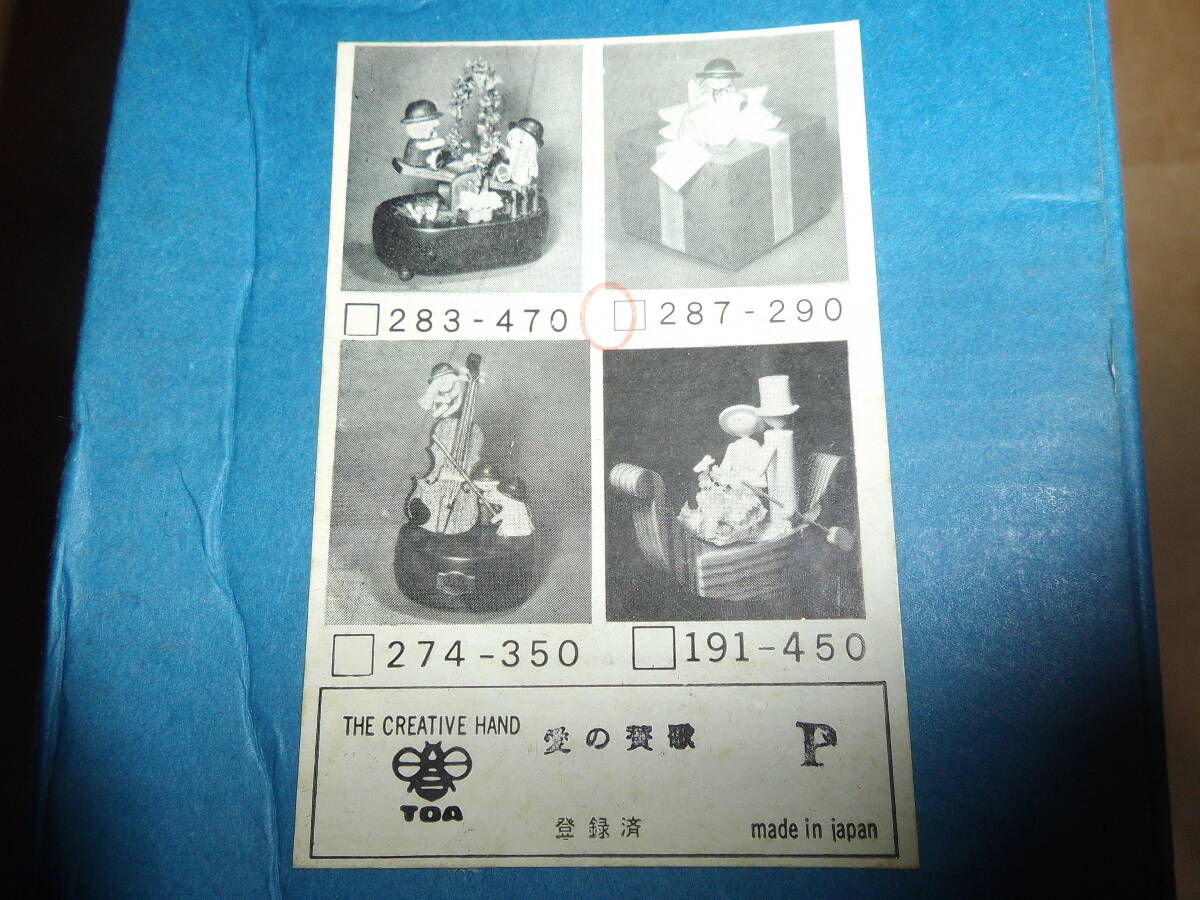 □283-470 □287-290
□274-350 □191-450
THE CREATIVE HAND 愛の賛歌 P
TOA
登録済 made in japan